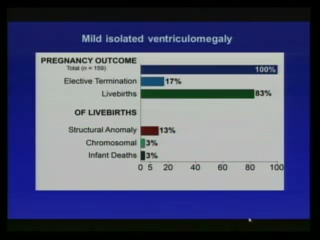 Mild isolated ventriculomegaly
PREGNANCY OUTCOME
Total (n = 159)
100%
Elective Termination 17%
Livebirths 83%
OF LIVEBIRTHS
Structural Anomaly 13%
Chromosomal 3%
Infant Deaths 3%
0 5 20 40 60 80 100